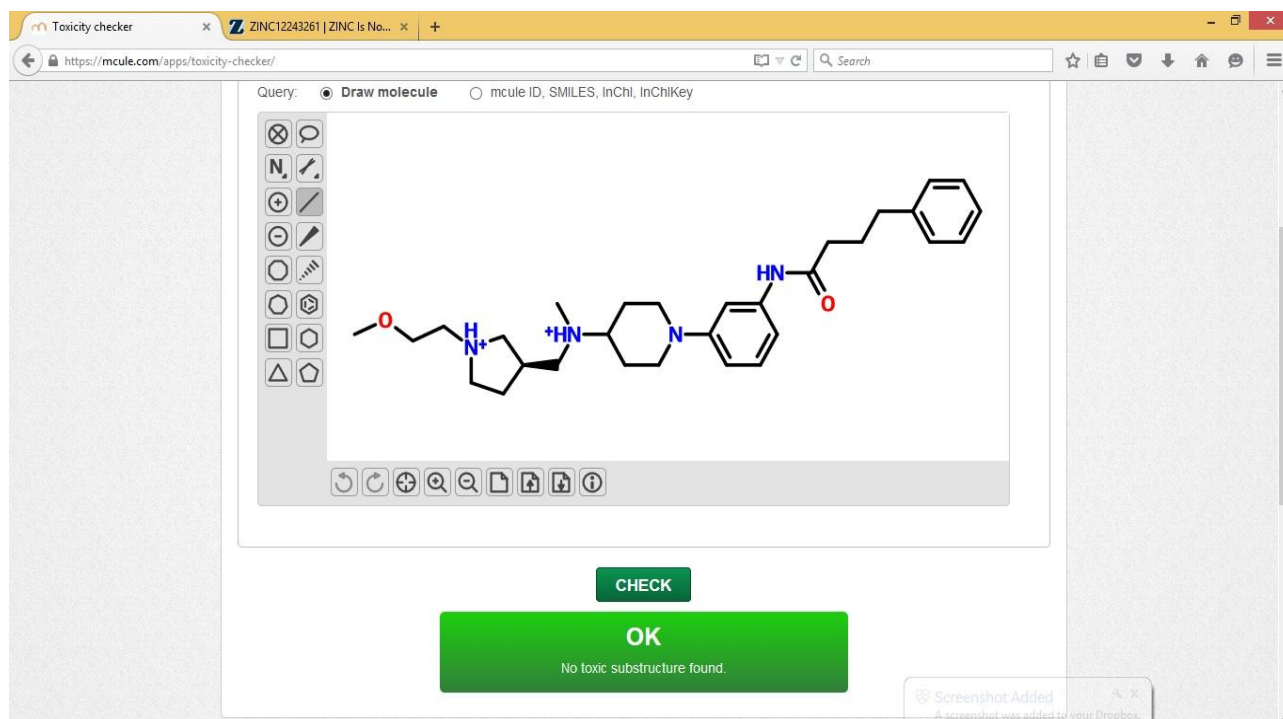 Toxicity checker
ZINC12243261 | ZINC Is No...
https://mcule.com/apps/toxicity-checker/
Search
Query: Draw molecule mcule ID, SMILES, InChI, InChIKey
N
HN
O
O
H
N+
+HN
N
CHECK
OK
No toxic substructure found.
Screenshot Added
A screenshot was added to your Dropbox.